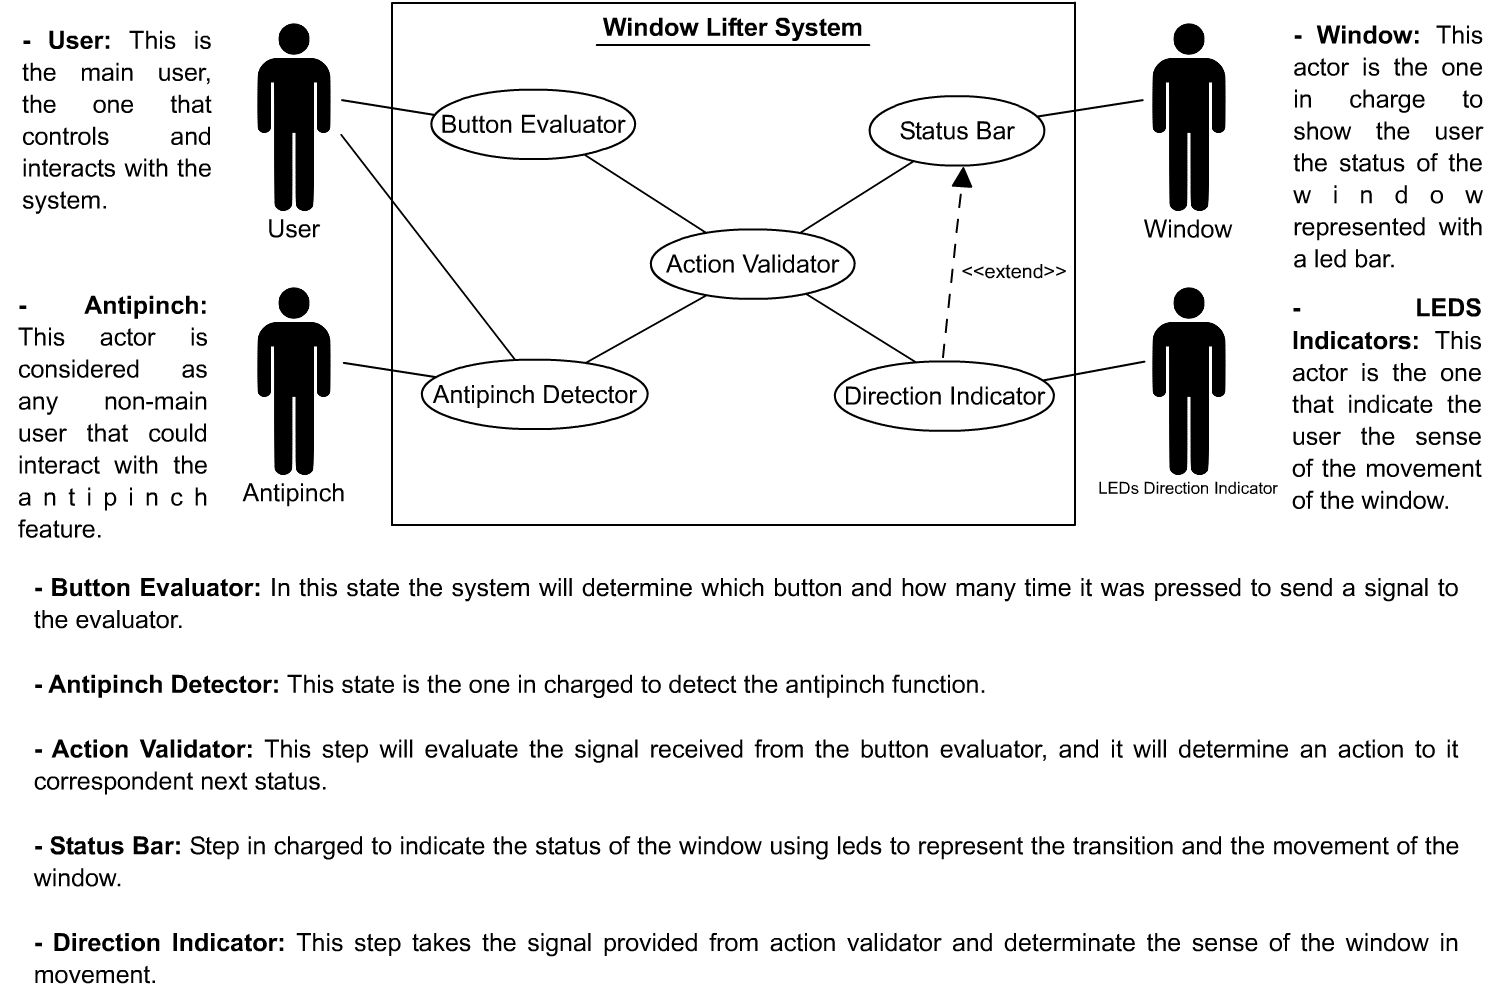 Window Lifter System
- User: This is
the main user,
the one that
controls and
interacts with the
system.
User
Button Evaluator
Status Bar
Action Validator
<<extend>>
Antipinch Detector
Direction Indicator
Window
- Window: This
actor is the one
in charge to
show the user
the status of the
w i n d o w
represented with
a led bar.
- Antipinch:
This actor is
considered as
any non-main
user that could
interact with the
a n t i p i n c h
feature.
Antipinch
LEDs Direction Indicator
- LEDS
Indicators: This
actor is the one
that indicate the
user the sense
of the movement
of the window.
- Button Evaluator: In this state the system will determine which button and how many time it was pressed to send a signal to
the evaluator.
- Antipinch Detector: This state is the one in charged to detect the antipinch function.
- Action Validator: This step will evaluate the signal received from the button evaluator, and it will determine an action to it
correspondent next status.
- Status Bar: Step in charged to indicate the status of the window using leds to represent the transition and the movement of the
window.
- Direction Indicator: This step takes the signal provided from action validator and determinate the sense of the window in
movement.